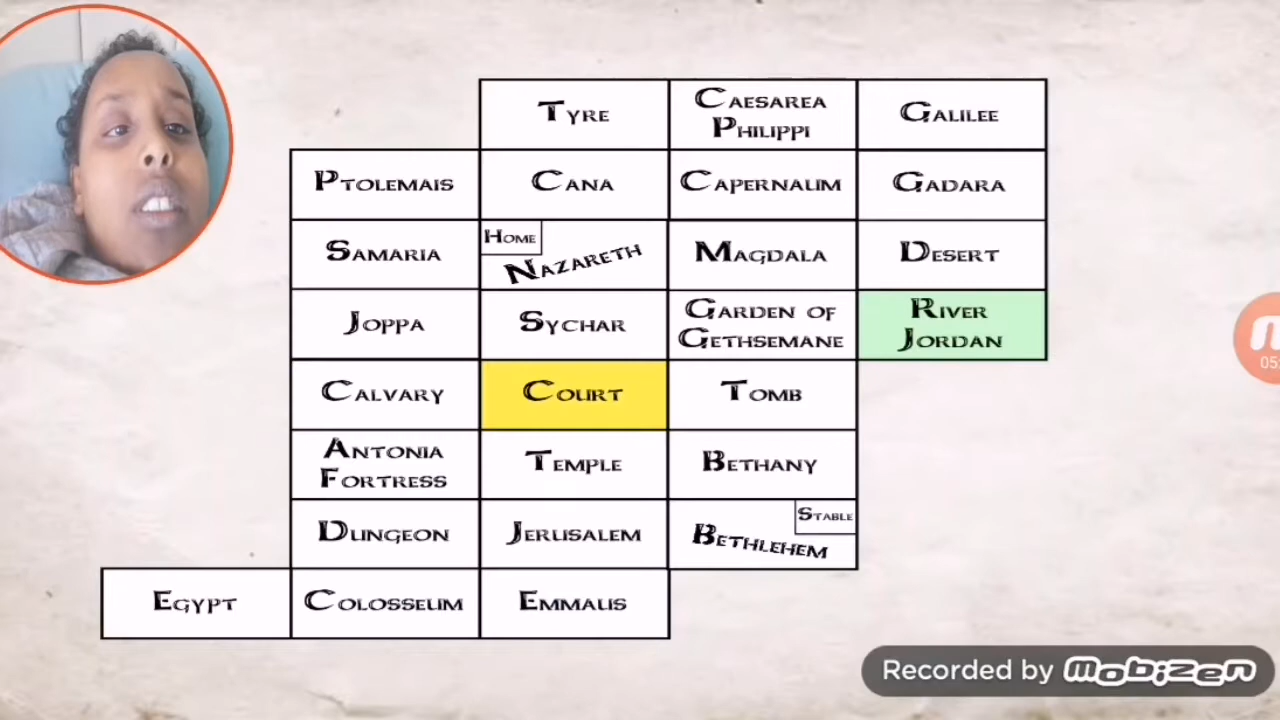 Tyre
Caesarea
Philippi
Galilee
Ptolemais
Cana
Capernaum
Gadara
Samaria
Home
Nazareth
Magdala
Desert
Joppa
Sychar
Garden of
Gethsemane
River
Jordan
Calvary
Court
Tomb
Antonia
Fortress
Temple
Bethany
Dungeon
Jerusalem
Stable
Bethlehem
Egypt
Colosseum
Emmaus
Recorded by mobizen